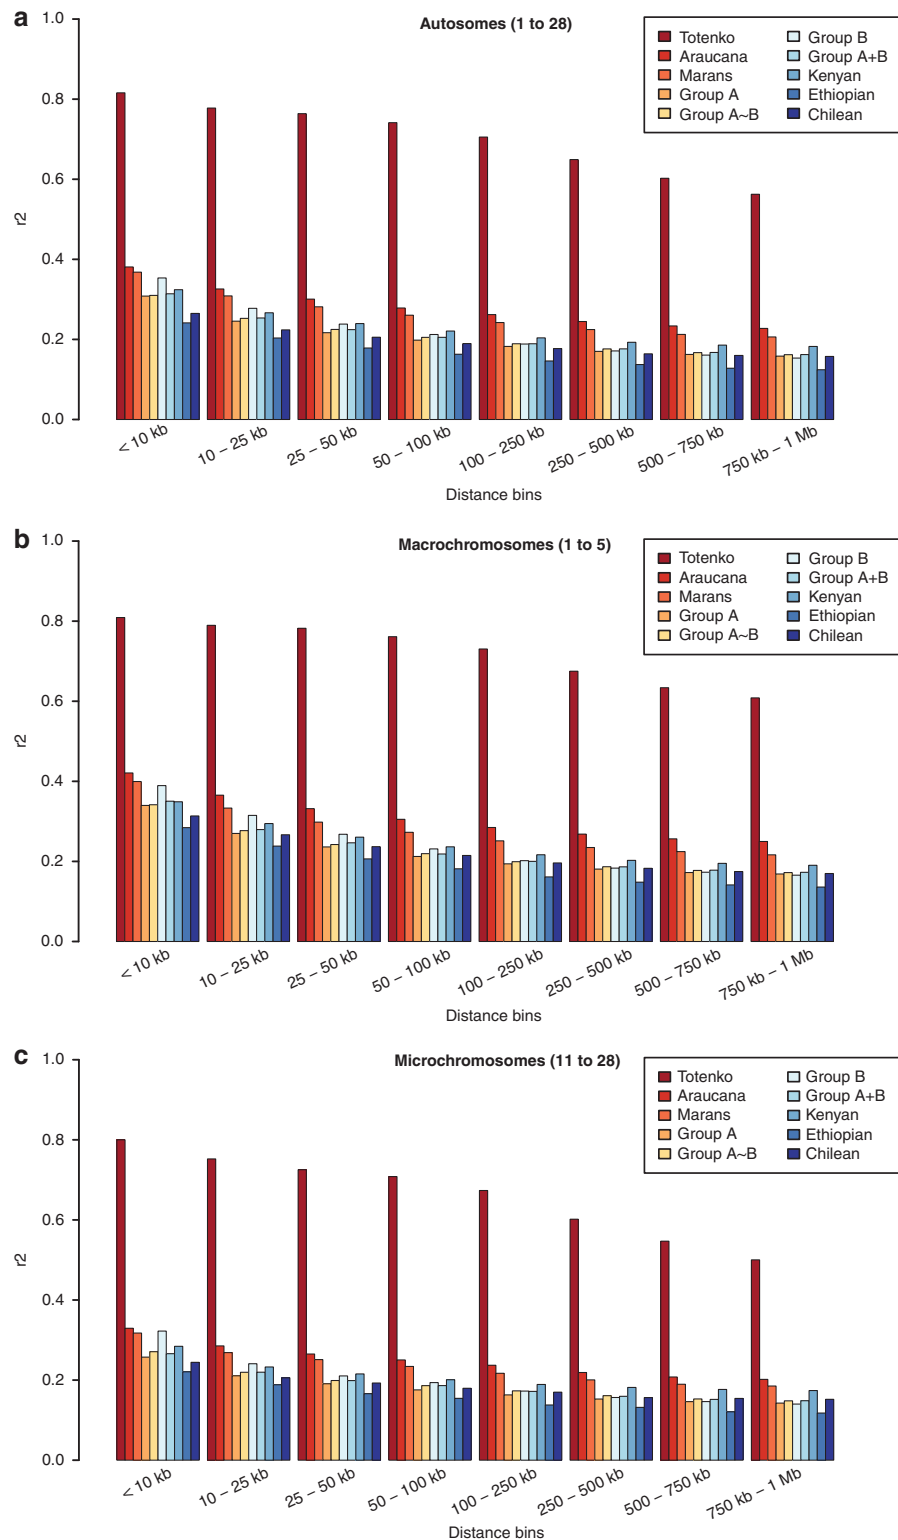 a
Autosomes (1 to 28)
1.0
0.8
0.6
0.4
0.2
0.0
r2
Totenko
Araucana
Marans
Group A
Group A~B
Group B
Group A+B
Kenyan
Ethiopian
Chilean
< 10 kb
10 – 25 kb
25 – 50 kb
50 – 100 kb
100 – 250 kb
250 – 500 kb
500 – 750 kb
750 kb – 1 Mb
Distance bins
b
Macrochromosomes (1 to 5)
1.0
0.8
0.6
0.4
0.2
0.0
r2
Totenko
Araucana
Marans
Group A
Group A~B
Group B
Group A+B
Kenyan
Ethiopian
Chilean
< 10 kb
10 – 25 kb
25 – 50 kb
50 – 100 kb
100 – 250 kb
250 – 500 kb
500 – 750 kb
750 kb – 1 Mb
Distance bins
c
Microchromosomes (11 to 28)
1.0
0.8
0.6
0.4
0.2
0.0
r2
Totenko
Araucana
Marans
Group A
Group A~B
Group B
Group A+B
Kenyan
Ethiopian
Chilean
< 10 kb
10 – 25 kb
25 – 50 kb
50 – 100 kb
100 – 250 kb
250 – 500 kb
500 – 750 kb
750 kb – 1 Mb
Distance bins